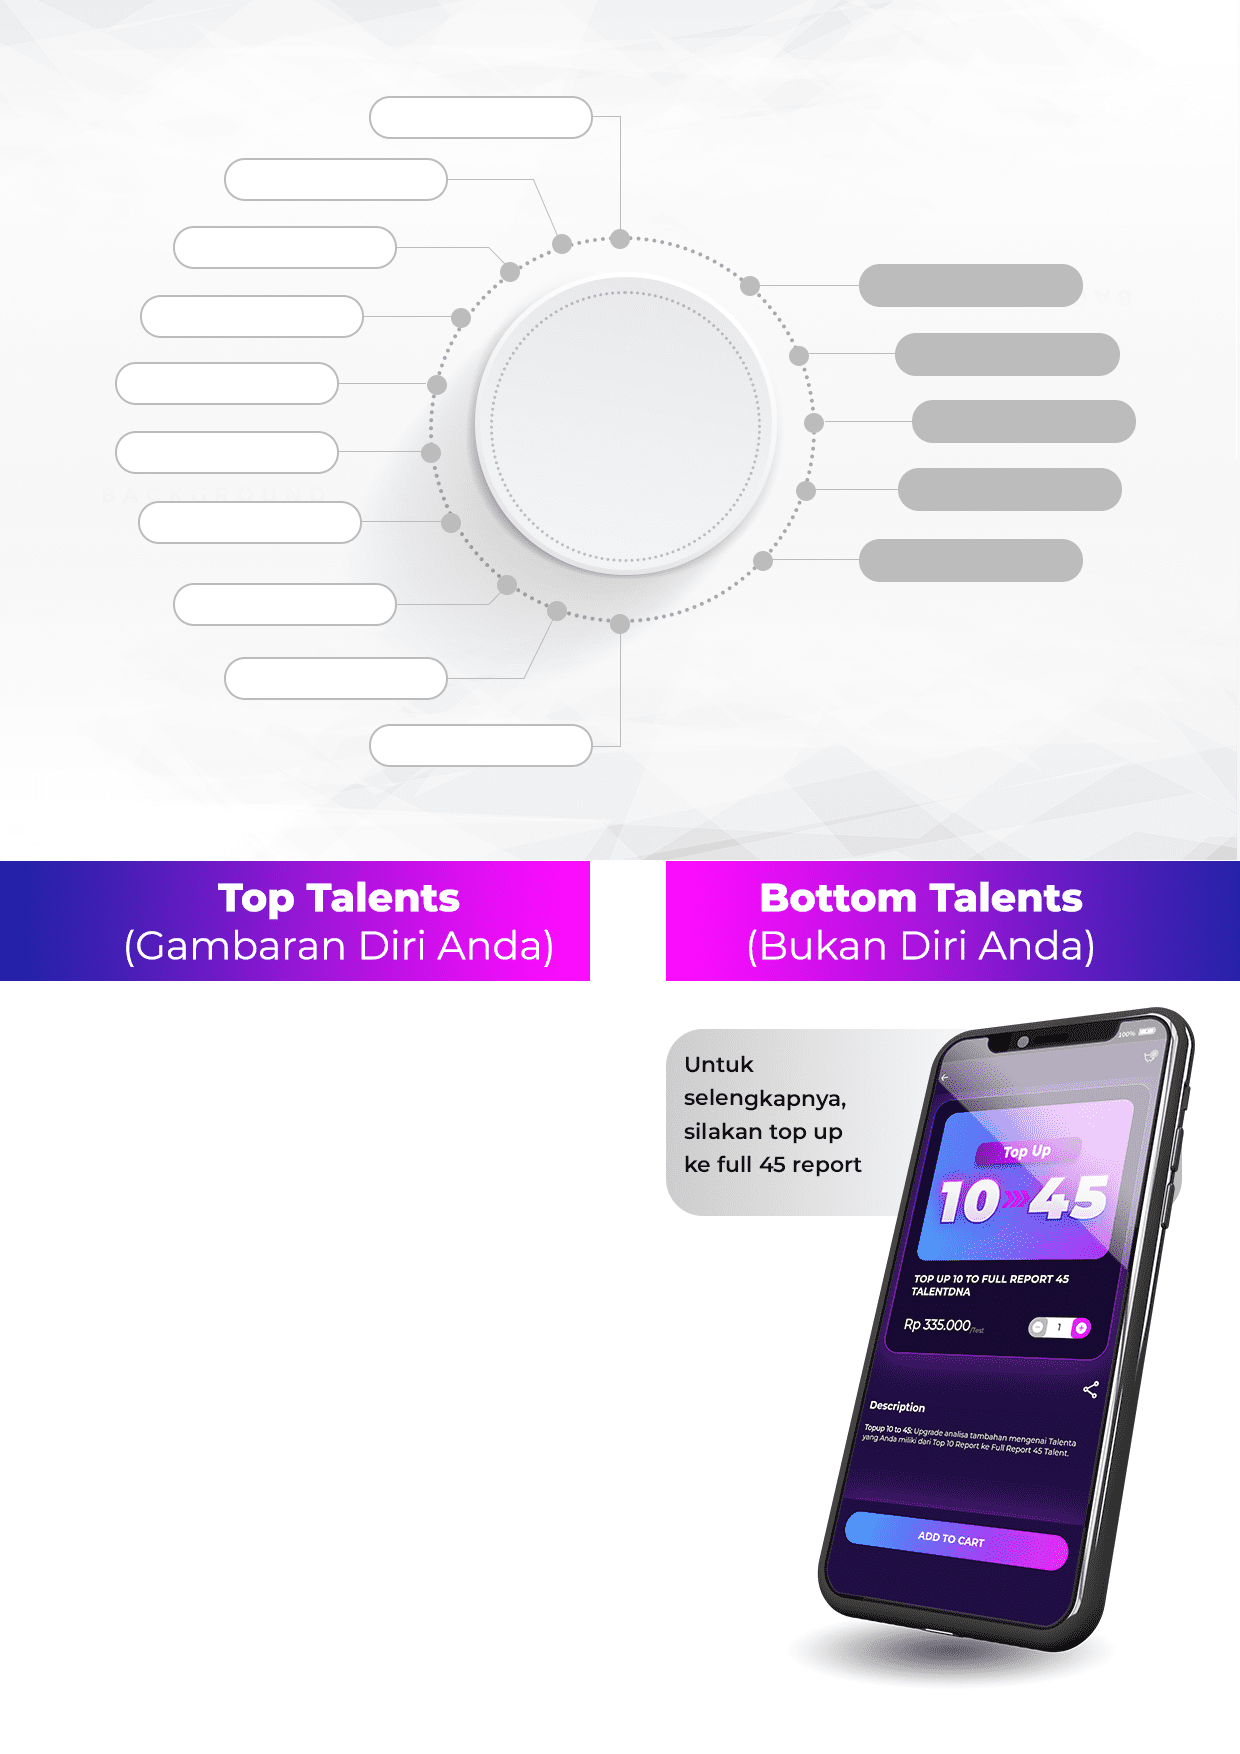 BACKGROUND
Top Talents
(Gambaran Diri Anda)
Bottom Talents
(Bukan Diri Anda)
Untuk
selengkapnya,
silakan top up
ke full 45 report
100%
Top Up
10 45
TOP UP 10 TO FULL REPORT 45
TALENTDNA
Rp 335.000/Test
1
Description
Topup 10 to 45: Upgrade analisa tambahan mengenai Talenta
yang Anda miliki dari Top 10 Report ke Full Report 45 Talent.
ADD TO CART